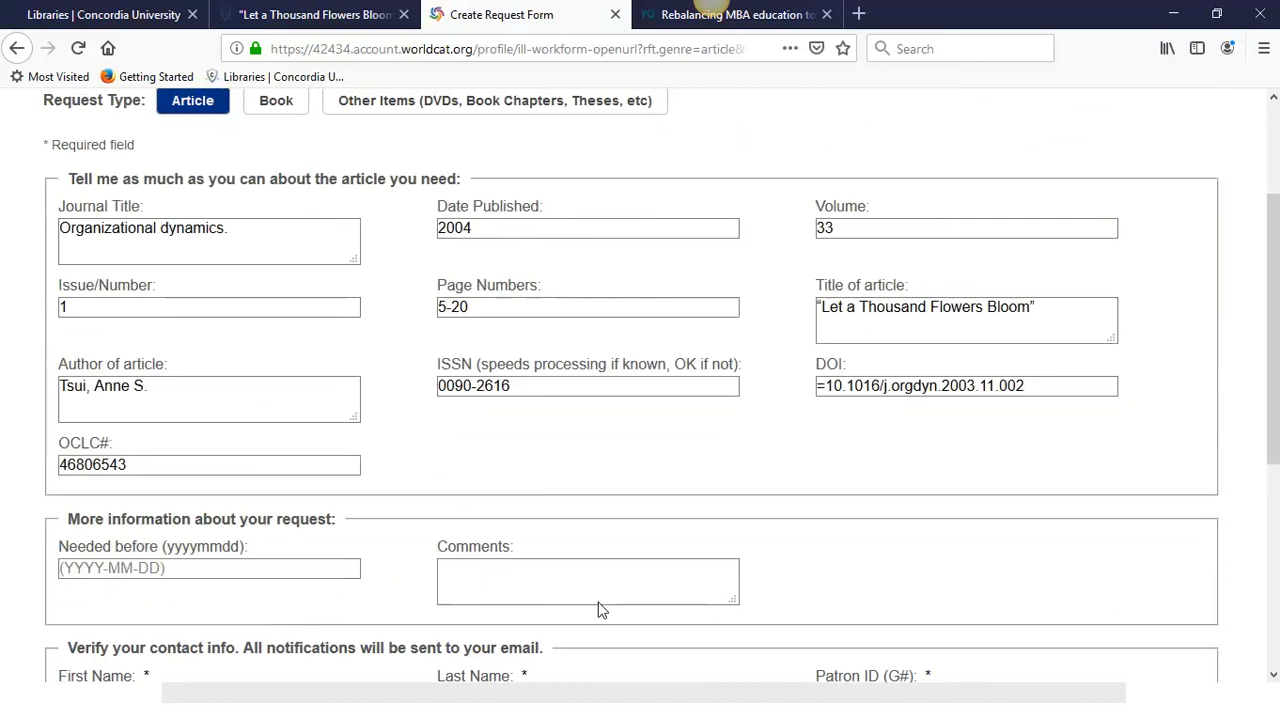 Libraries | Concordia University
"Let a Thousand Flowers Bloom
Create Request Form
Rebalancing MBA education to
https://42434.account.worldcat.org/profile/ill-workform-openurl?rft.genre=article&
Search
Most Visited
Getting Started
Libraries | Concordia U...
Request Type:
Article
Book
Other Items (DVDs, Book Chapters, Theses, etc)
* Required field
Tell me as much as you can about the article you need:
Journal Title:
Date Published:
Volume:
Organizational dynamics.
2004
33
Issue/Number:
Page Numbers:
Title of article:
1
5-20
“Let a Thousand Flowers Bloom”
Author of article:
ISSN (speeds processing if known, OK if not):
DOI:
Tsui, Anne S.
0090-2616
=10.1016/j.orgdyn.2003.11.002
OCLC#:
46806543
More information about your request:
Needed before (yyyymmdd):
Comments:
(YYYY-MM-DD)
Verify your contact info. All notifications will be sent to your email.
First Name: *
Last Name: *
Patron ID (G#): *